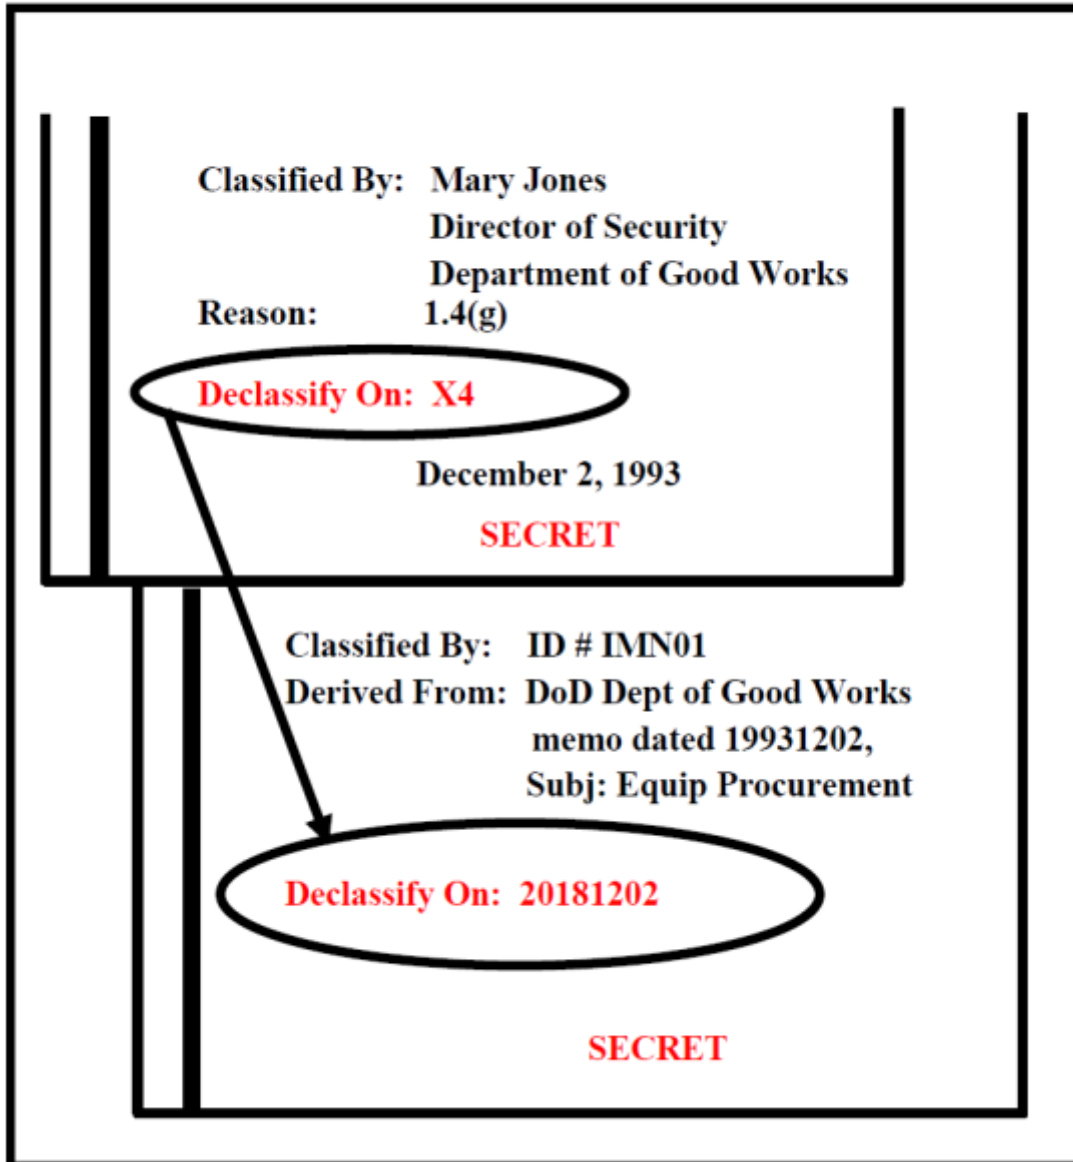 Classified By: Mary Jones
Director of Security
Department of Good Works
Reason: 1.4(g)
Declassify On: X4
December 2, 1993
SECRET
Classified By: ID # IMN01
Derived From: DoD Dept of Good Works
memo dated 19931202,
Subj: Equip Procurement
Declassify On: 20181202
SECRET